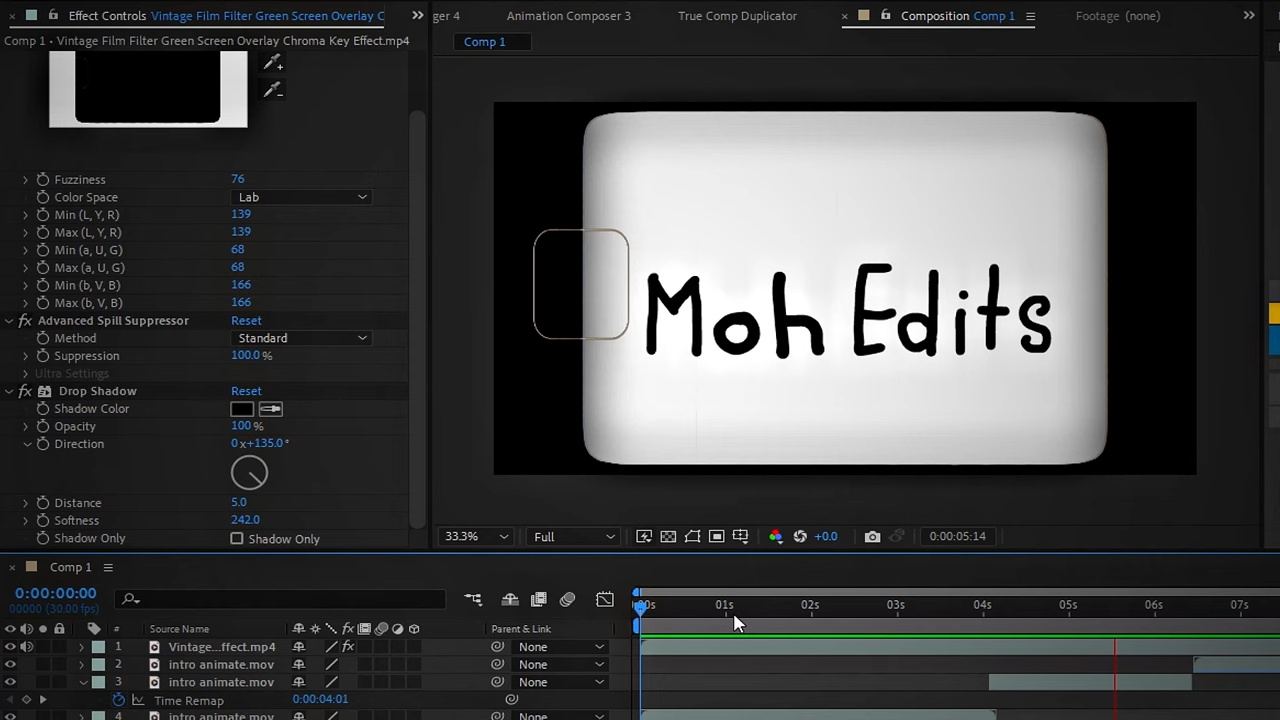 Effect Controls Vintage Film Filter Green Screen Overlay C
ger 4
Animation Composer 3
True Comp Duplicator
Composition Comp 1
Footage (none)
Comp 1 • Vintage Film Filter Green Screen Overlay Chroma Key Effect.mp4
Comp 1
Fuzziness 76
Color Space Lab
Min (L, Y, R) 139
Max (L, Y, R) 139
Min (a, U, G) 68
Max (a, U, G) 68
Min (b, V, B) 166
Max (b, V, B) 166
fx Advanced Spill Suppressor Reset
Method Standard
Suppression 100.0 %
Ultra Settings
fx Drop Shadow Reset
Shadow Color
Opacity 100 %
Direction 0 x+135.0°
Distance 5.0
Softness 242.0
Shadow Only Shadow Only
Moh Edits
33.3% Full +0.0 0:00:05:14
Comp 1
0:00:00:00
00000 (30.00 fps)
00s 01s 02s 03s 04s 05s 06s 07s
# Source Name fx Parent & Link
1 Vintage...ffect.mp4 fx None
2 intro animate.mov None
3 intro animate.mov None
Time Remap 0:00:04:01
4 intro animate.mov None